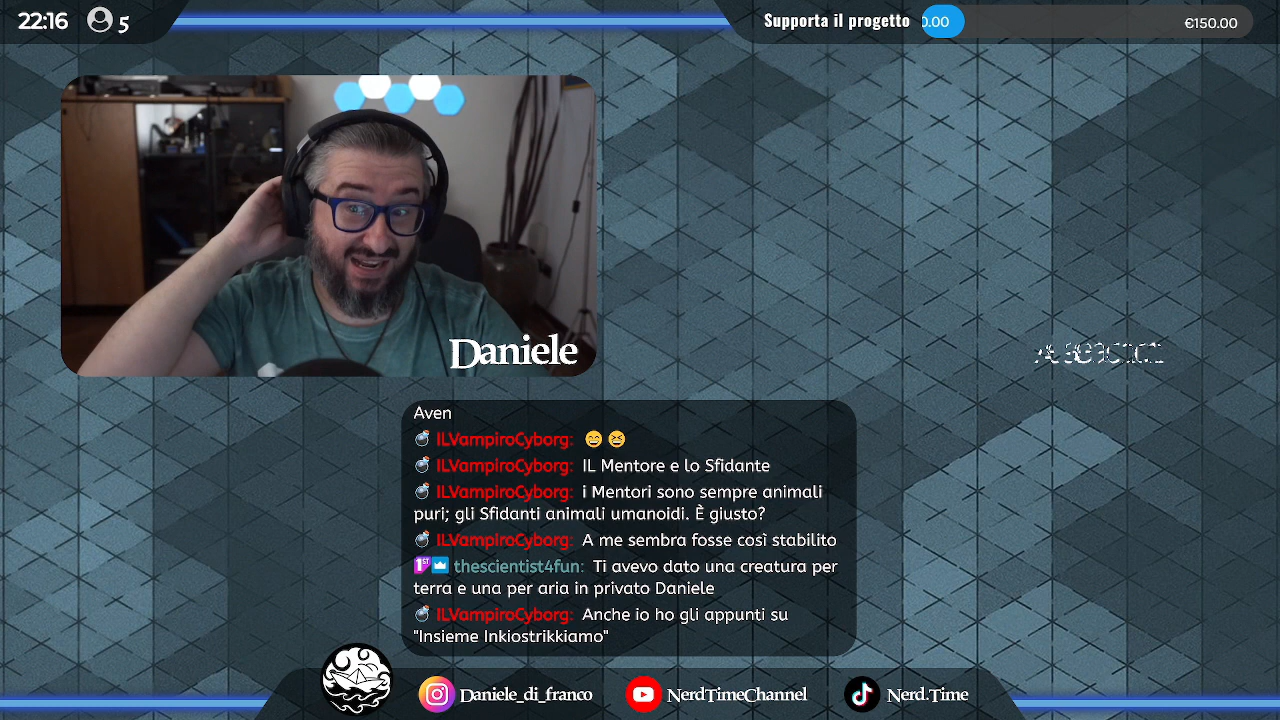 22:16
5
Supporta il progetto
0.00
€150.00
Daniele
Aven
ILVampiroCyborg: 😄 😆
ILVampiroCyborg: IL Mentore e lo Sfidante
ILVampiroCyborg: i Mentori sono sempre animali
puri; gli Sfidanti animali umanoidi. È giusto?
ILVampiroCyborg: A me sembra fosse così stabilito
1ST thescientist4fun: Ti avevo dato una creatura per
terra e una per aria in privato Daniele
ILVampiroCyborg: Anche io ho gli appunti su
"Insieme Inkiostrikkiamo"
Daniele_di_franco
NerdTimeChannel
Nerd.Time